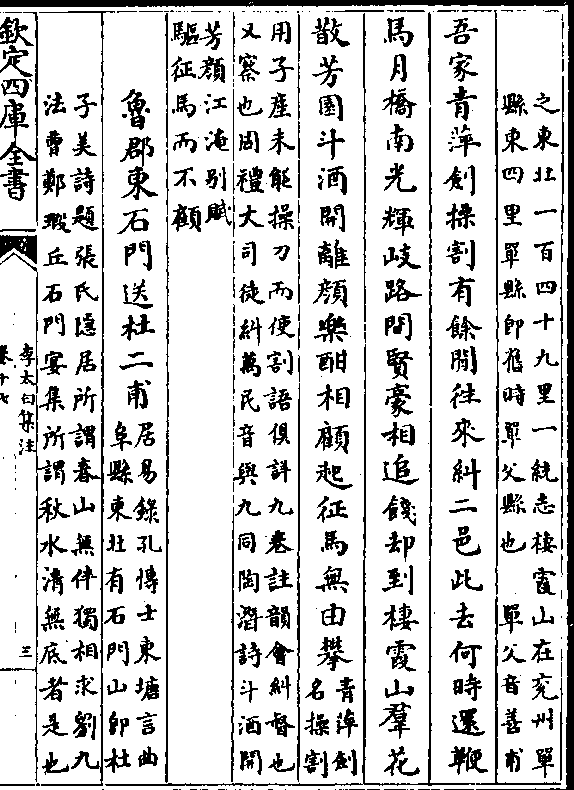 之東北一百四十九里一統志棲霞山在兖州單
縣東四里單縣即舊時單父縣也　單父音善甫
吾家青萍劍操割有餘閒往來糾二邑此去何時還鞭
馬月橋南光輝岐路間賢豪相追餞却到棲霞山羣花
散芳園斗酒開離顔樂酣相顧起征馬無由攀
青萍劍
名操割
用子産未能操刀而使割語俱詳九卷註韻會糾督也
又察也周禮大司徒糾萬民音與九同陶潛詩斗酒開
芳顔江淹别賦
驅征馬而不顧
魯郡東石門送杜二甫
居易錄孔博士東塘言曲
阜縣東北有石門山即杜
子美詩題張氏隱居所謂春山無伴獨相求劉九
法曹鄭瑕丘石門宴集所謂秋水清無底者是也
欽定四庫全書
李太白集注
卷十七
三